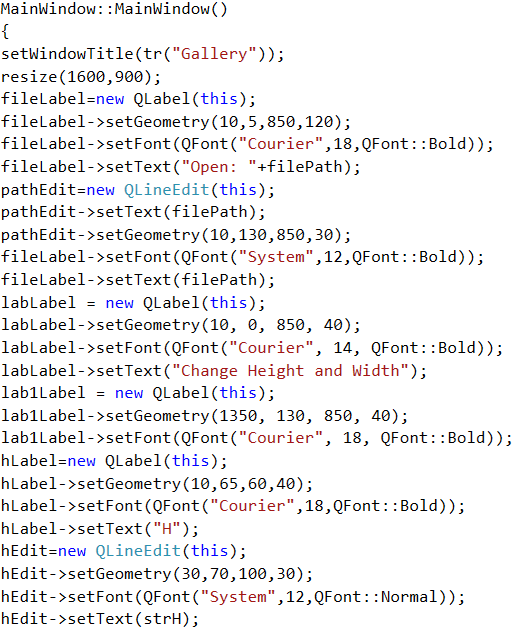 MainWindow::MainWindow()
{
setWindowTitle(tr("Gallery"));
resize(1600,900);
fileLabel=new QLabel(this);
fileLabel->setGeometry(10,5,850,120);
fileLabel->setFont(QFont("Courier",18,QFont::Bold));
fileLabel->setText("Open: "+filePath);
pathEdit=new QLineEdit(this);
pathEdit->setText(filePath);
pathEdit->setGeometry(10,130,850,30);
fileLabel->setFont(QFont("System",12,QFont::Bold));
fileLabel->setText(filePath);
labLabel = new QLabel(this);
labLabel->setGeometry(10, 0, 850, 40);
labLabel->setFont(QFont("Courier", 14, QFont::Bold));
labLabel->setText("Change Height and Width");
lab1Label = new QLabel(this);
lab1Label->setGeometry(1350, 130, 850, 40);
lab1Label->setFont(QFont("Courier", 18, QFont::Bold));
hLabel=new QLabel(this);
hLabel->setGeometry(10,65,60,40);
hLabel->setFont(QFont("Courier",18,QFont::Bold));
hLabel->setText("H");
hEdit=new QLineEdit(this);
hEdit->setGeometry(30,70,100,30);
hEdit->setFont(QFont("System",12,QFont::Normal));
hEdit->setText(strH);